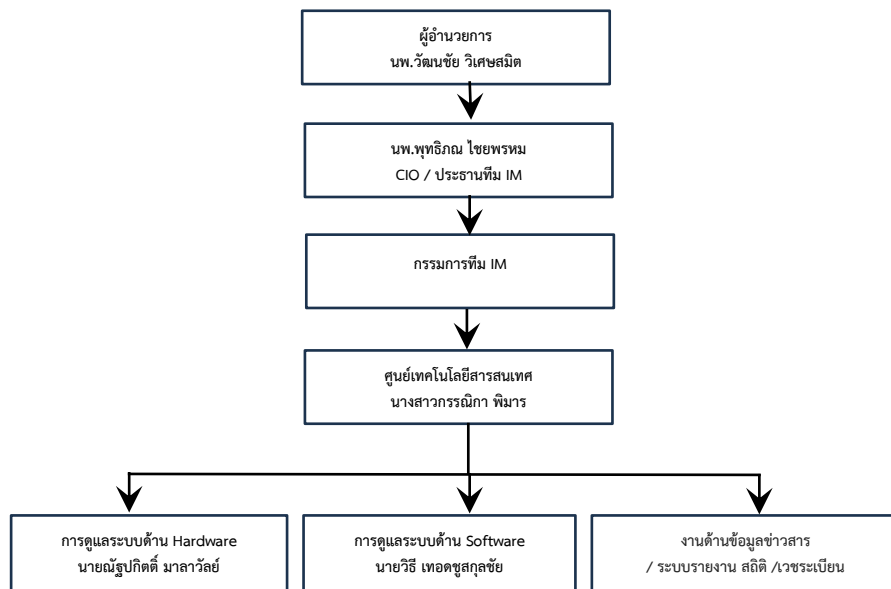 ผู้อำนวยการ
นพ.วัฒนชัย วิเศษสมิต
นพ.พุทธิภณ ไชยพรหม
CIO / ประธานทีม IM
กรรมการทีม IM
ศูนย์เทคโนโลยีสารสนเทศ
นางสาวกรรณิกา พิมาร
การดูแลระบบด้าน Hardware
นายณัฐปกิตติ์ มาลาวัลย์
การดูแลระบบด้าน Software
นายวิธี เทอดชูสกุลชัย
งานด้านข้อมูลข่าวสาร
/ ระบบรายงาน สถิติ /เวชระเบียน